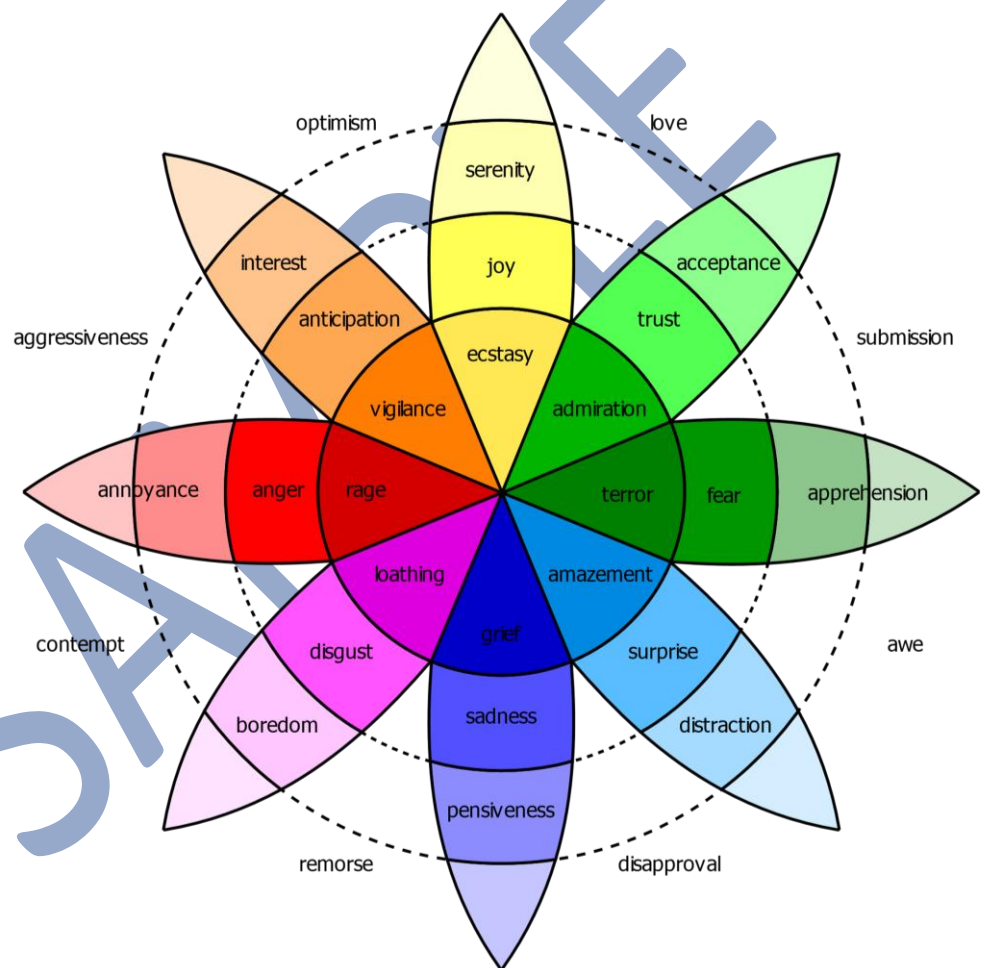 optimism
love
serenity
interest
joy
acceptance
anticipation
trust
aggressiveness
submission
ecstasy
vigilance
admiration
annoyance
anger
rage
terror
fear
apprehension
loathing
amazement
contempt
grief
awe
disgust
surprise
boredom
sadness
distraction
pensiveness
remorse
disapproval
SAMPLE